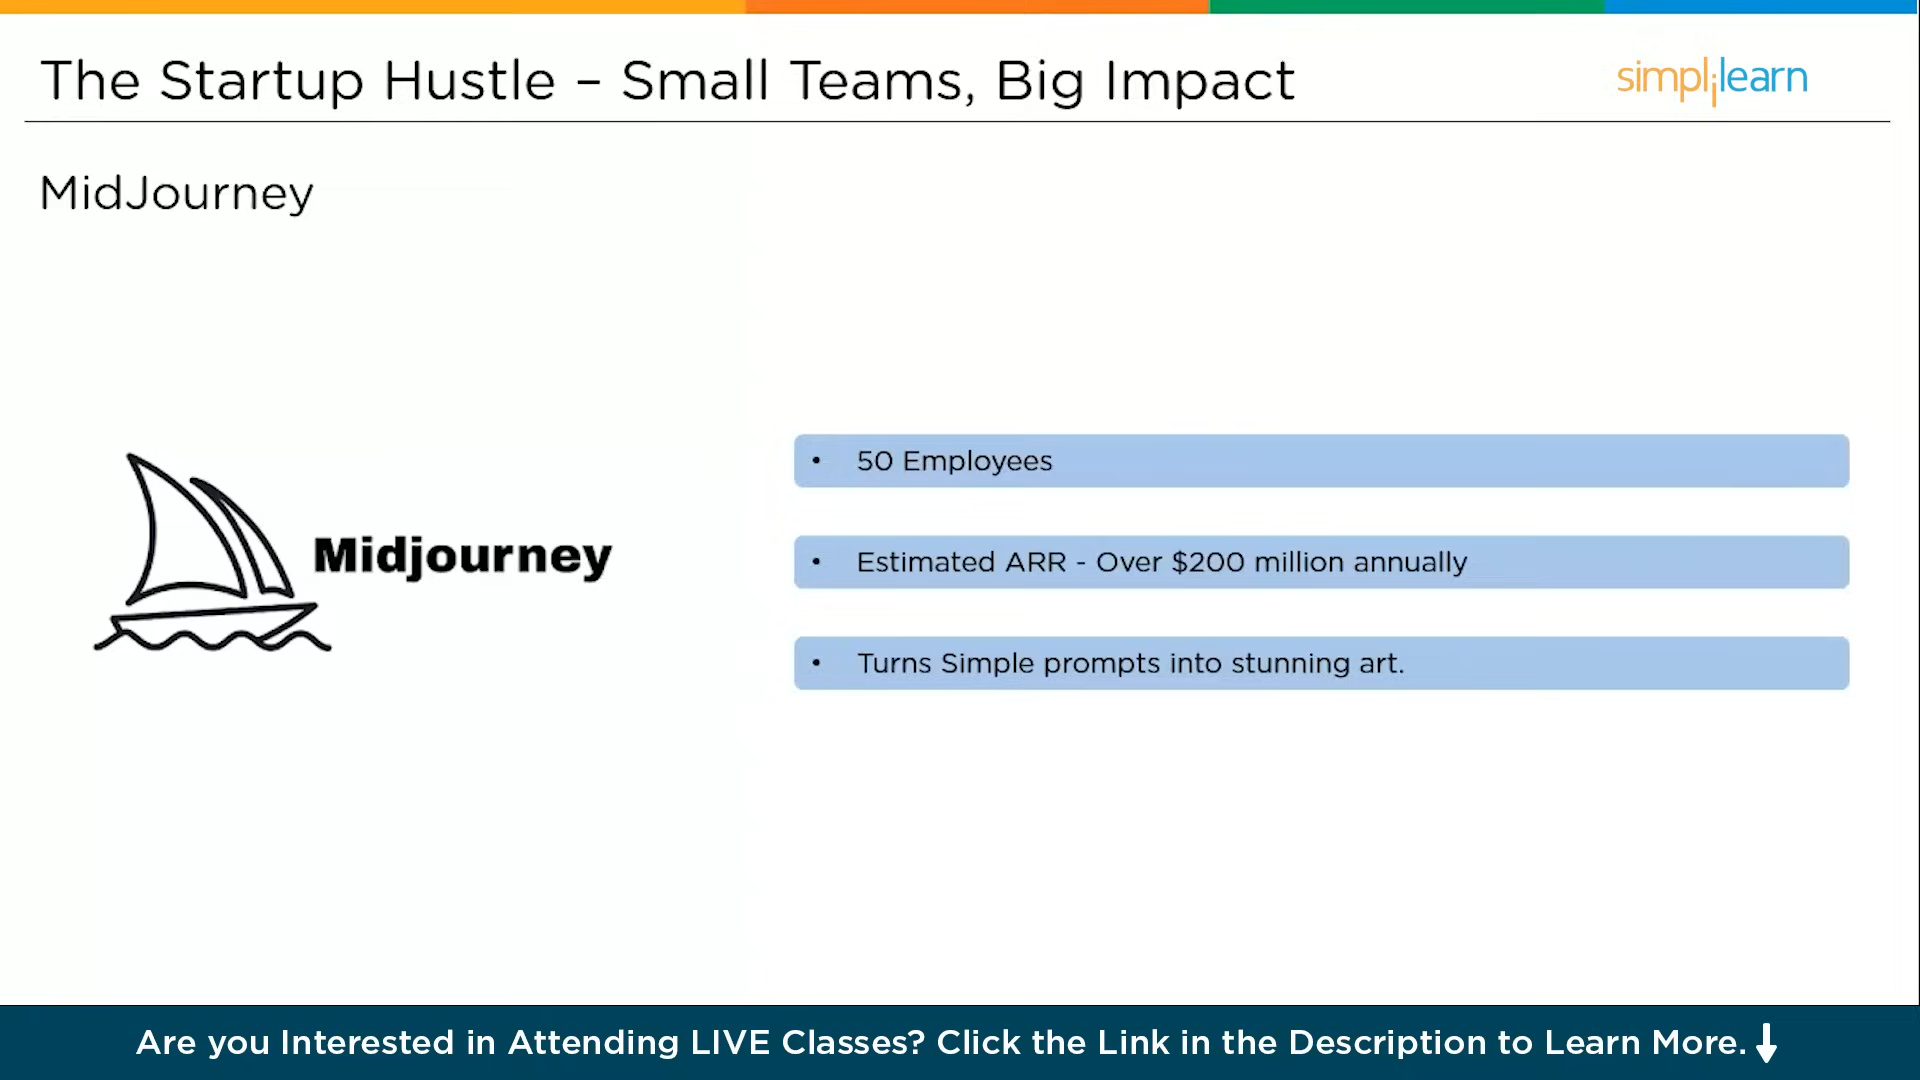 The Startup Hustle – Small Teams, Big Impact
simplilearn
MidJourney
Midjourney
• 50 Employees
• Estimated ARR - Over $200 million annually
• Turns Simple prompts into stunning art.
Are you Interested in Attending LIVE Classes? Click the Link in the Description to Learn More.